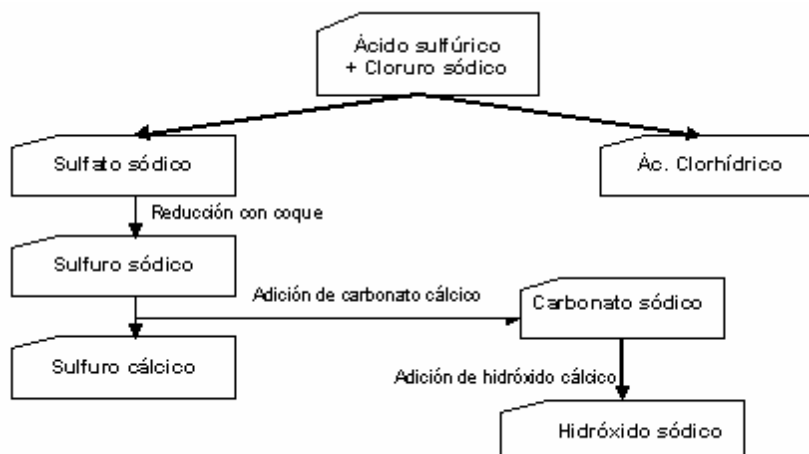 Ácido sulfúrico
+ Cloruro sódico
Sulfato sódico
Ác. Clorhídrico
Reducción con coque
Sulfuro sódico
Adición de carbonato cálcico
Carbonato sódico
Sulfuro cálcico
Adición de hidróxido cálcico
Hidróxido sódico